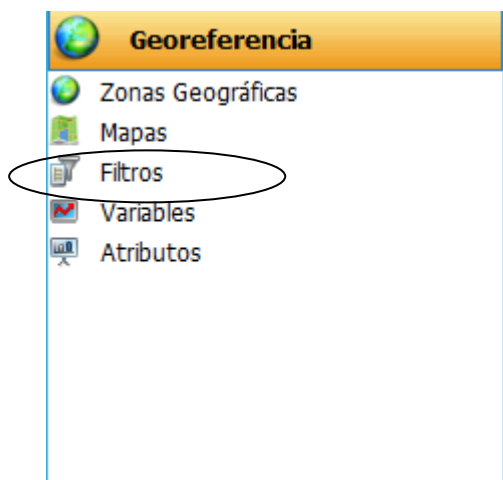 Georeferencia
Zonas Geográficas
Mapas
Filtros
Variables
Atributos